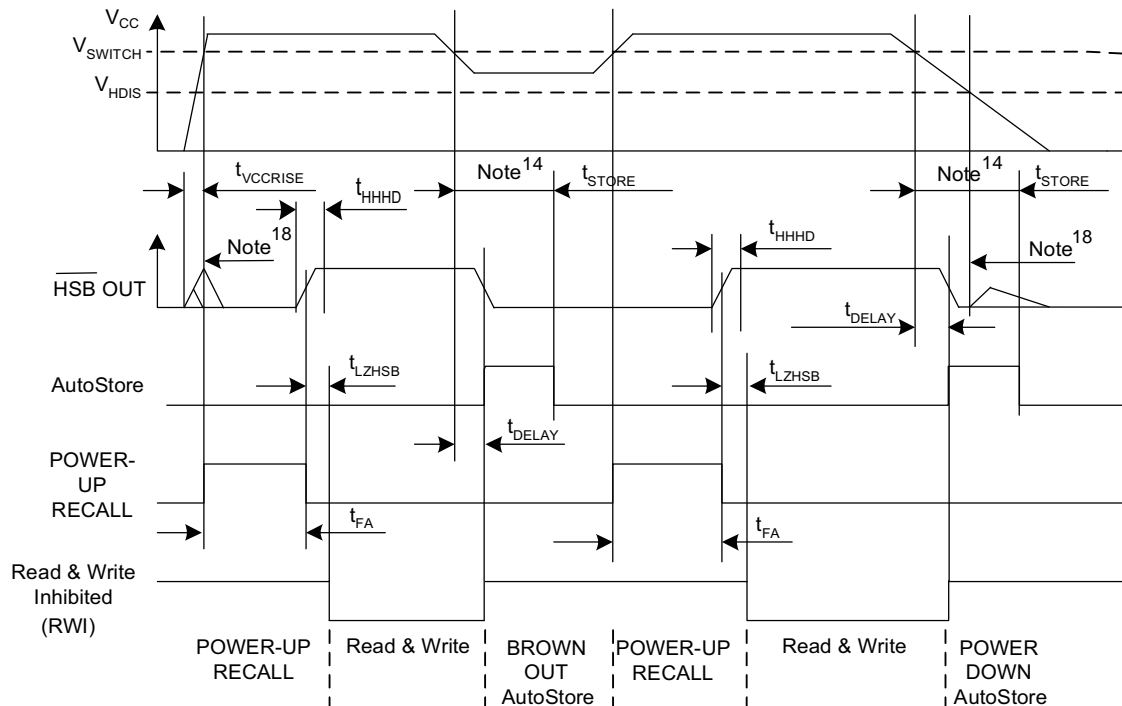 VCC
VSWITCH
VHDIS
tVCCRISE
tHHHD
Note14
tSTORE
Note14
tSTORE
Note18
tHHHD
Note18
HSB OUT
tDELAY
tLZHSB
tLZHSB
AutoStore
tDELAY
POWER-
UP
RECALL
tFA
tFA
Read & Write
Inhibited
(RWI)
POWER-UP
RECALL
Read & Write
BROWN
OUT
AutoStore
POWER-UP
RECALL
Read & Write
POWER
DOWN
AutoStore